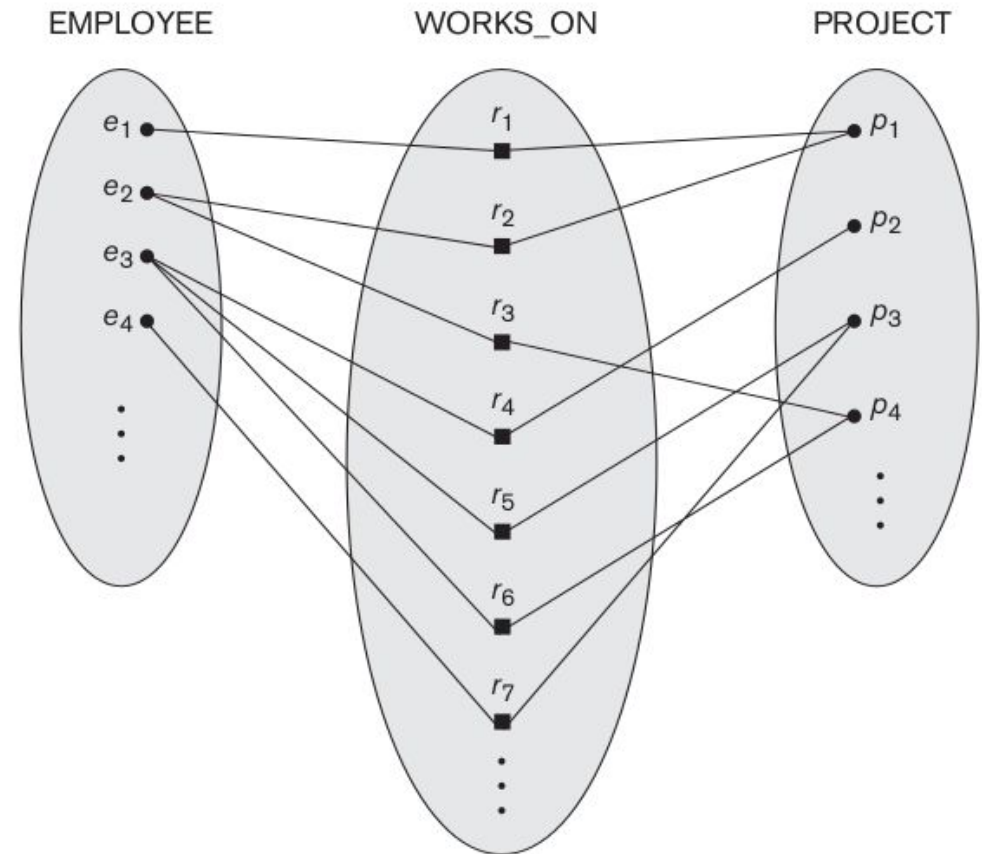 EMPLOYEE WORKS_ON PROJECT
e1
e2
e3
e4
r1
r2
r3
r4
r5
r6
r7
p1
p2
p3
p4